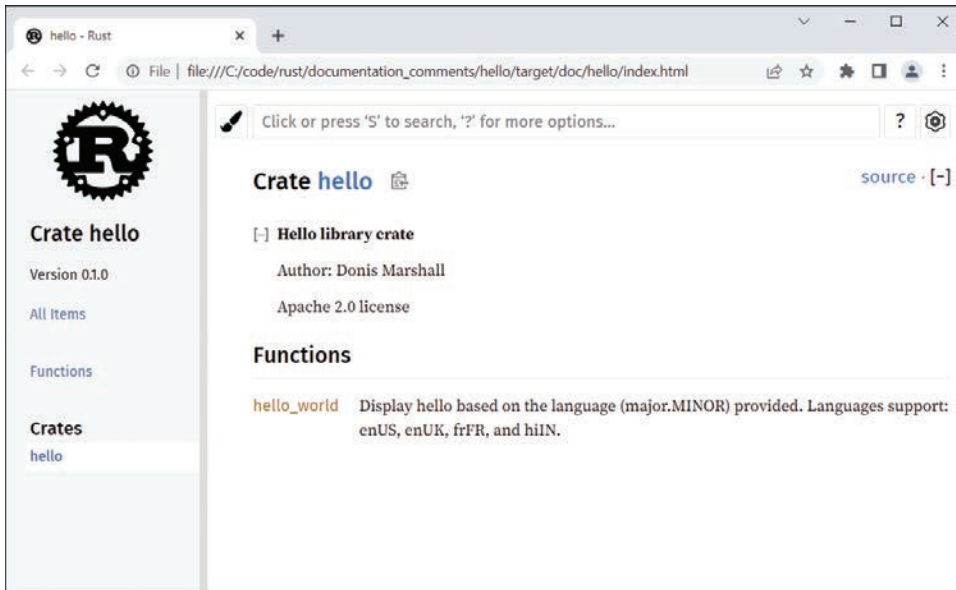 hello - Rust
File | file:///C:/code/rust/documentation_comments/hello/target/doc/hello/index.html
Click or press 'S' to search, '?' for more options...
?
R
Crate hello
Version 0.1.0
All Items
Functions
Crates
hello
Crate hello
source · [-]
[-] Hello library crate
Author: Donis Marshall
Apache 2.0 license
Functions
hello_world Display hello based on the language (major.MINOR) provided. Languages support:
enUS, enUK, frFR, and hiIN.